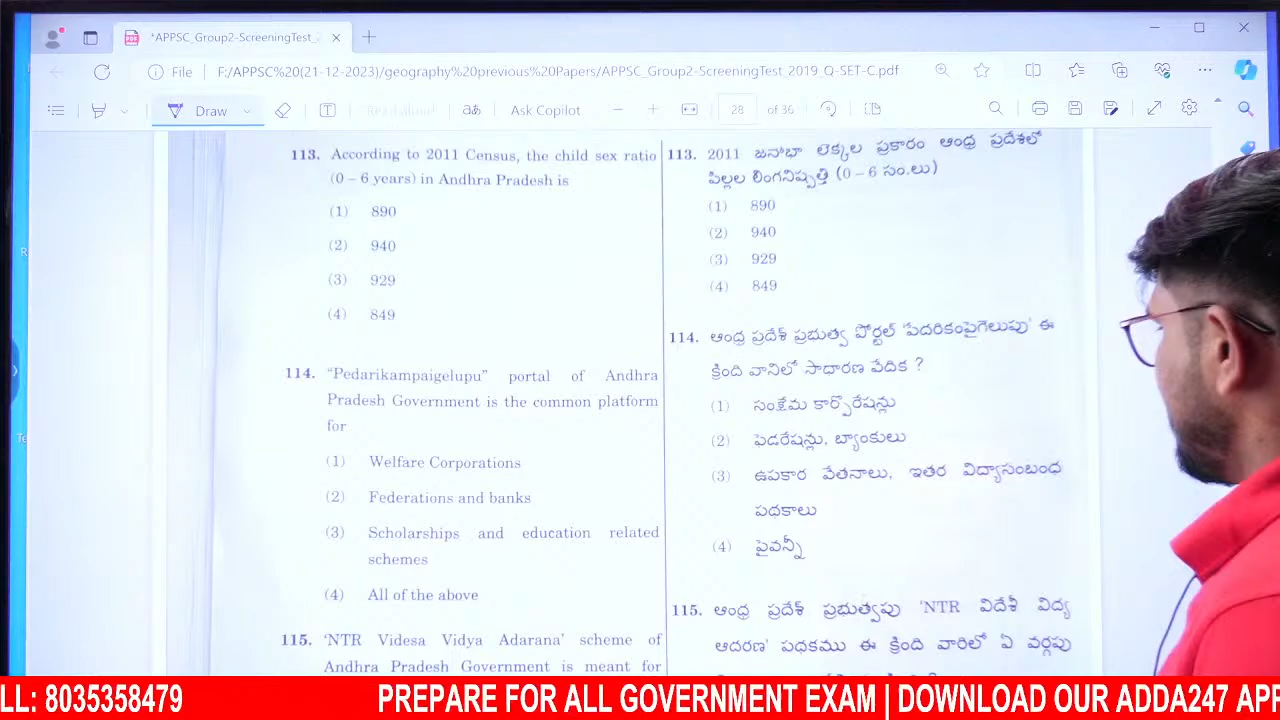 *APPSC_Group2-ScreeningTest_2
File F:/APPSC%20(21-12-2023)/geography%20previous%20Papers/APPSC_Group2-ScreeningTest_2019_Q-SET-C.pdf
Draw Ask Copilot 28 of 36
113. According to 2011 Census, the child sex ratio
(0 – 6 years) in Andhra Pradesh is
(1) 890
(2) 940
(3) 929
(4) 849
114. “Pedarikampaigelupu” portal of Andhra
Pradesh Government is the common platform
for
(1) Welfare Corporations
(2) Federations and banks
(3) Scholarships and education related
schemes
(4) All of the above
115. ‘NTR Videsa Vidya Adarana’ scheme of
Andhra Pradesh Government is meant for
113. 2011 జనాభా లెక్కల ప్రకారం ఆంధ్ర ప్రదేశ్‌లో
పిల్లల లింగనిష్పత్తి (0 – 6 సం.లు)
(1) 890
(2) 940
(3) 929
(4) 849
114. ఆంధ్ర ప్రదేశ్ ప్రభుత్వ పోర్టల్ ‘పేదరికంపైగెలుపు’ ఈ
క్రింది వానిలో సాధారణ వేదిక ?
(1) సంక్షేమ కార్పొరేషన్లు
(2) ఫెడరేషన్లు, బ్యాంకులు
(3) ఉపకార వేతనాలు, ఇతర విద్యాసంబంధ
పథకాలు
(4) పైవన్నీ
115. ఆంధ్ర ప్రదేశ్ ప్రభుత్వపు ‘NTR విదేశీ విద్య
ఆదరణ’ పథకము ఈ క్రింది వారిలో ఏ వర్గపు
LL: 8035358479 PREPARE FOR ALL GOVERNMENT EXAM | DOWNLOAD OUR ADDA247 APP